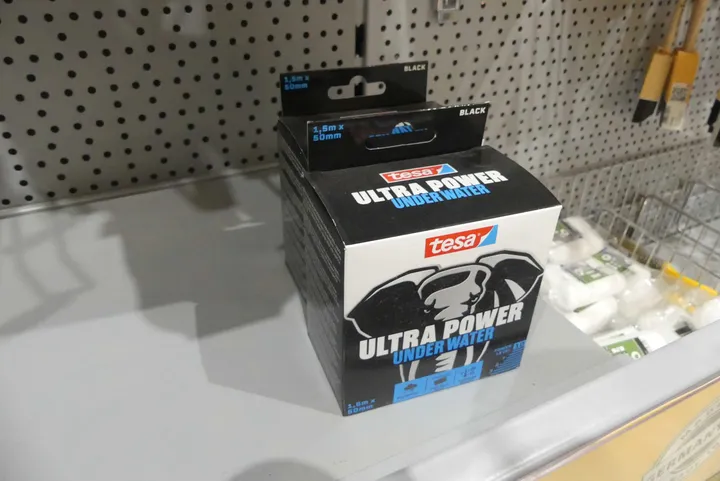 1,5m x
50mm
BLACK
1,5m x
50mm
BLACK
tesa
ULTRA POWER
UNDER WATER
tesa
ULTRA POWER
UNDER WATER
1,5m x
50mm